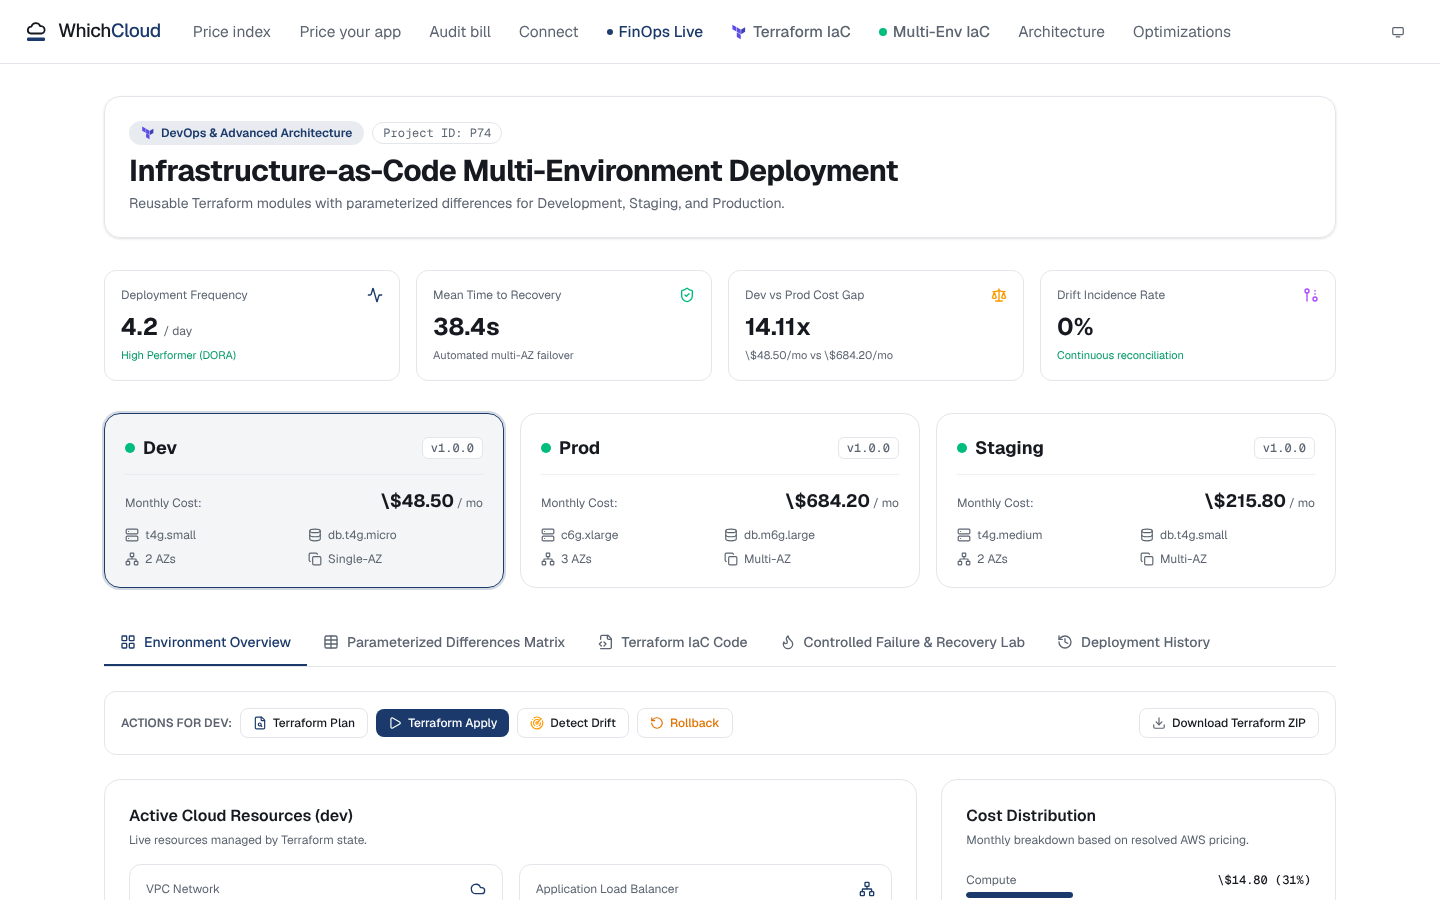 WhichCloud
Price index
Price your app
Audit bill
Connect
FinOps Live
Terraform IaC
Multi-Env IaC
Architecture
Optimizations
DevOps & Advanced Architecture
Project ID: P74
Infrastructure-as-Code Multi-Environment Deployment
Reusable Terraform modules with parameterized differences for Development, Staging, and Production.
Deployment Frequency
4.2 / day
High Performer (DORA)
Mean Time to Recovery
38.4s
Automated multi-AZ failover
Dev vs Prod Cost Gap
14.11x
\$48.50/mo vs \$684.20/mo
Drift Incidence Rate
0%
Continuous reconciliation
Dev
v1.0.0
Monthly Cost:
\$48.50 / mo
t4g.small
db.t4g.micro
2 AZs
Single-AZ
Prod
v1.0.0
Monthly Cost:
\$684.20 / mo
c6g.xlarge
db.m6g.large
3 AZs
Multi-AZ
Staging
v1.0.0
Monthly Cost:
\$215.80 / mo
t4g.medium
db.t4g.small
2 AZs
Multi-AZ
Environment Overview
Parameterized Differences Matrix
Terraform IaC Code
Controlled Failure & Recovery Lab
Deployment History
ACTIONS FOR DEV:
Terraform Plan
Terraform Apply
Detect Drift
Rollback
Download Terraform ZIP
Active Cloud Resources (dev)
Live resources managed by Terraform state.
VPC Network
Application Load Balancer
Cost Distribution
Monthly breakdown based on resolved AWS pricing.
Compute
\$14.80 (31%)